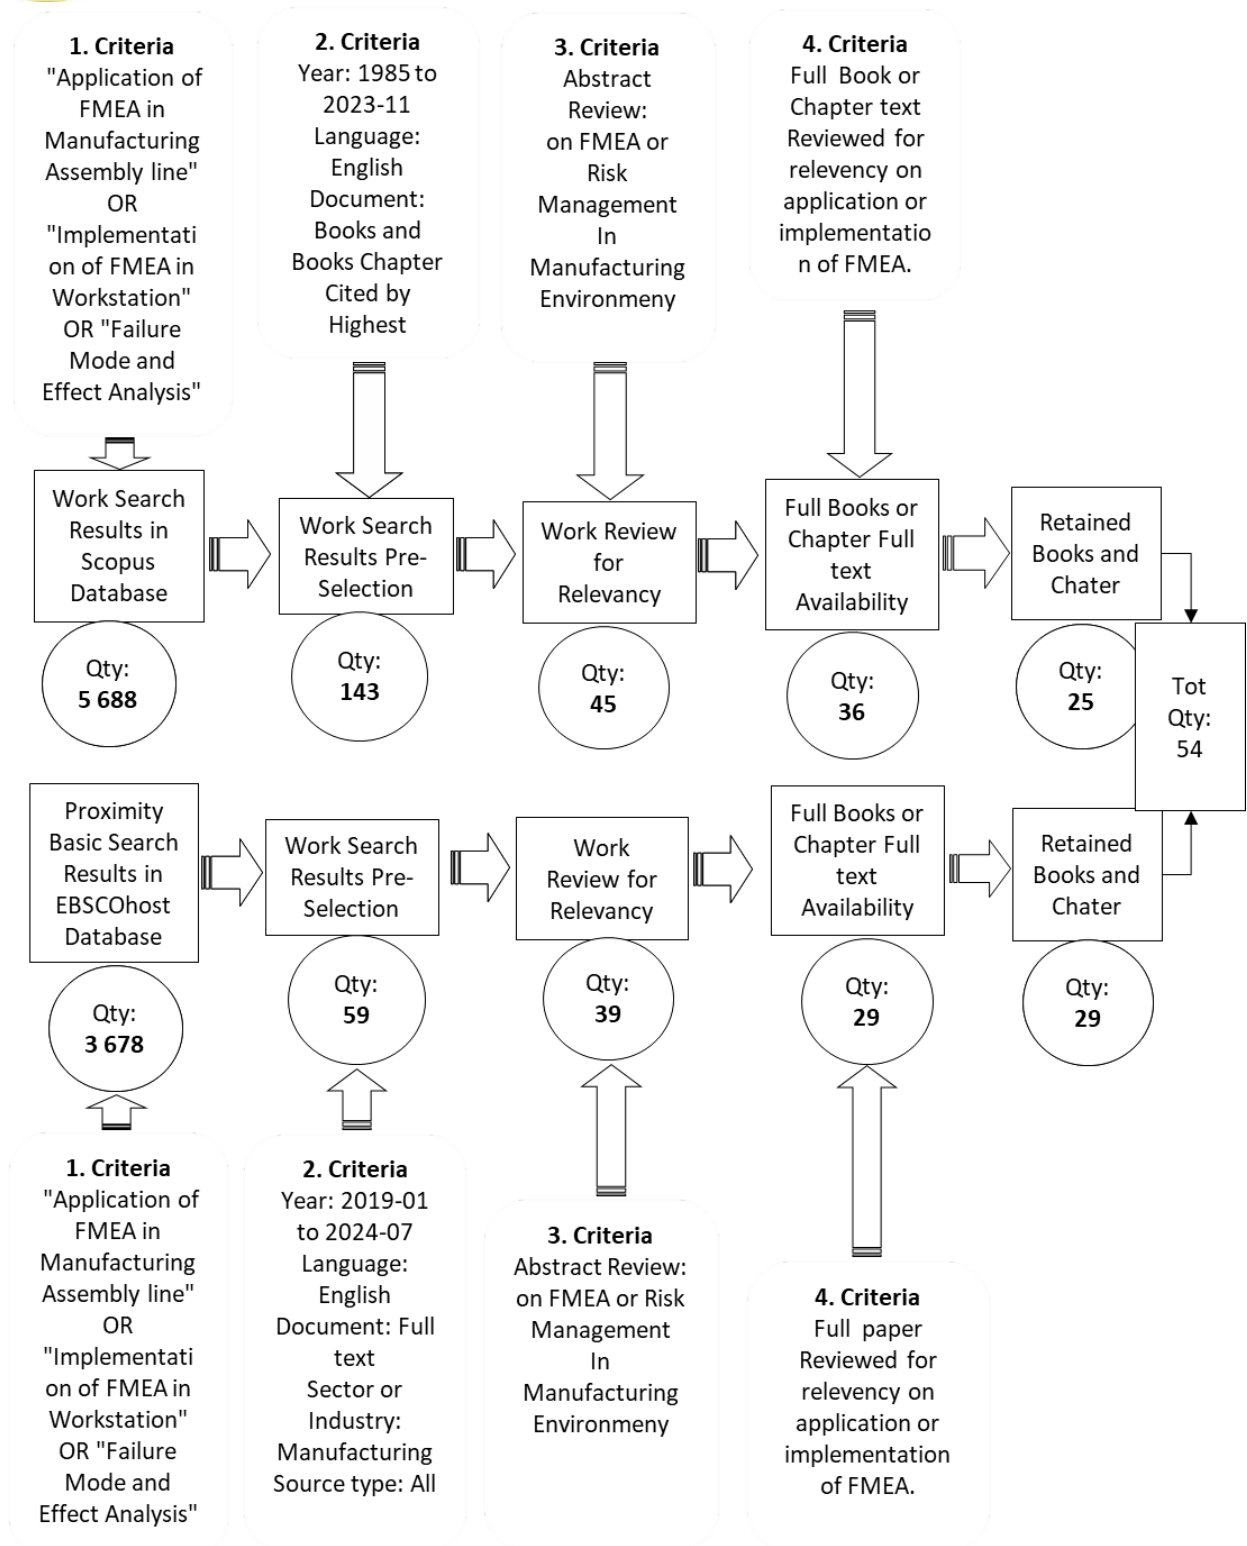 1. Criteria
"Application of
FMEA in
Manufacturing
Assembly line"
OR
"Implementati
on of FMEA in
Workstation"
OR "Failure
Mode and
Effect Analysis"
2. Criteria
Year: 1985 to
2023-11
Language:
English
Document:
Books and
Books Chapter
Cited by
Highest
3. Criteria
Abstract
Review:
on FMEA or
Risk
Management
In
Manufacturing
Environmeny
4. Criteria
Full Book or
Chapter text
Reviewed for
relevency on
application or
implementatio
n of FMEA.
Work Search
Results in
Scopus
Database
Qty:
5 688
Work Search
Results Pre-
Selection
Qty:
143
Work Review
for
Relevancy
Qty:
45
Full Books or
Chapter Full
text
Availability
Qty:
36
Retained
Books and
Chater
Qty:
25
Tot
Qty:
54
Proximity
Basic Search
Results in
EBSCOhost
Database
Qty:
3 678
Work Search
Results Pre-
Selection
Qty:
59
Work
Review for
Relevancy
Qty:
39
Full Books or
Chapter Full
text
Availability
Qty:
29
Retained
Books and
Chater
Qty:
29
1. Criteria
"Application of
FMEA in
Manufacturing
Assembly line"
OR
"Implementati
on of FMEA in
Workstation"
OR "Failure
Mode and
Effect Analysis"
2. Criteria
Year: 2019-01
to 2024-07
Language:
English
Document: Full
text
Sector or
Industry:
Manufacturing
Source type: All
3. Criteria
Abstract Review:
on FMEA or Risk
Management
In
Manufacturing
Environmeny
4. Criteria
Full paper
Reviewed for
relevency on
application or
implementation
of FMEA.